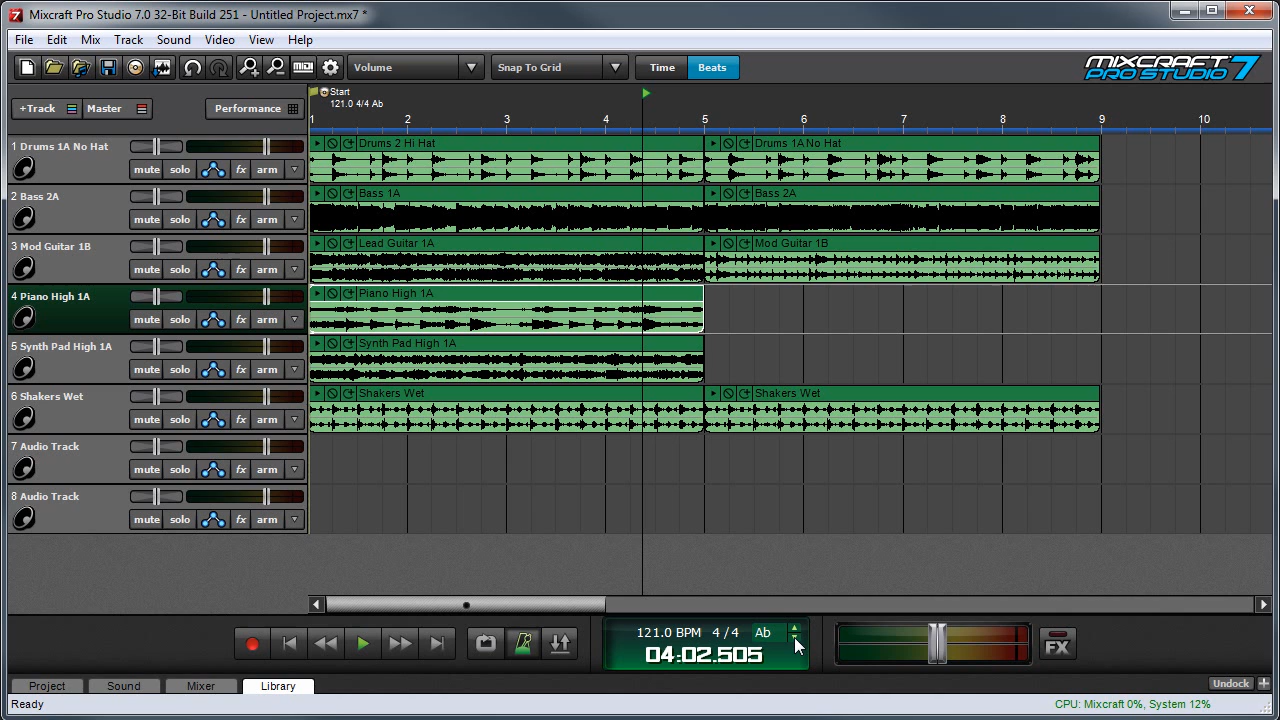 Mixcraft Pro Studio 7.0 32-Bit Build 251 - Untitled Project.mx7 *
File Edit Mix Track Sound Video View Help
Volume Snap To Grid Time Beats MIXCRAFT
PRO STUDIO 7
+Track Master Performance
Start
121.0 4/4 Ab
1 2 3 4 5 6 7 8 9 10
1 Drums 1A No Hat Drums 2 Hi Hat Drums 1A No Hat
mute solo fx arm
2 Bass 2A Bass 1A Bass 2A
mute solo fx arm
3 Mod Guitar 1B Lead Guitar 1A Mod Guitar 1B
mute solo fx arm
4 Piano High 1A Piano High 1A
mute solo fx arm
5 Synth Pad High 1A Synth Pad High 1A
mute solo fx arm
6 Shakers Wet Shakers Wet Shakers Wet
mute solo fx arm
7 Audio Track
mute solo fx arm
8 Audio Track
mute solo fx arm
121.0 BPM 4 / 4 Ab
04:02.505
FX
Project Sound Mixer Library Undock
Ready CPU: Mixcraft 0%, System 12%